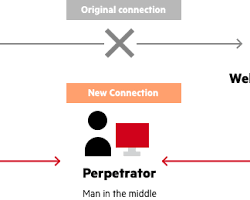 Original connection
New Connection
Perpetrator
Man in the middle